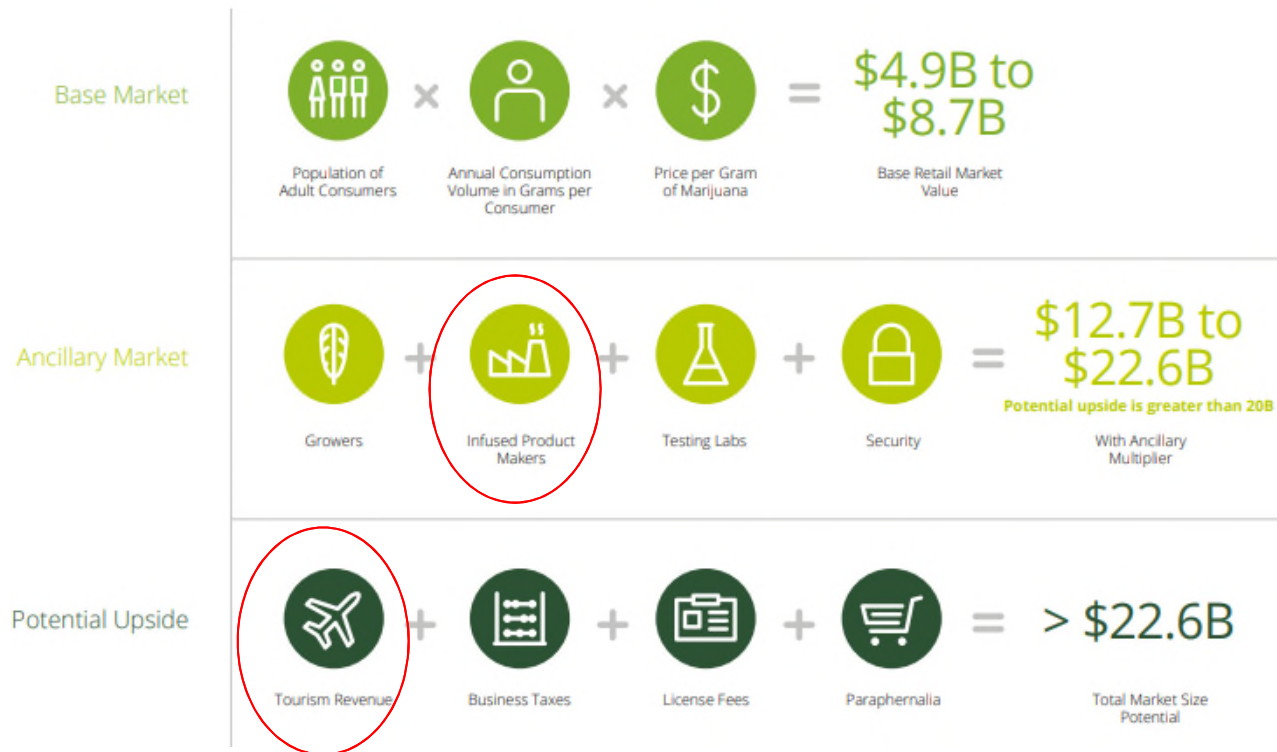 Base Market
$4.9B to
$8.7B
Population of
Adult Consumers
Annual Consumption
Volume in Grams per
Consumer
Price per Gram
of Marijuana
Base Retail Market
Value
Ancillary Market
$12.7B to
$22.6B
Potential upside is greater than 20B
Growers
Infused Product
Makers
Testing Labs
Security
With Ancillary
Multiplier
Potential Upside
> $22.6B
Tourism Revenue
Business Taxes
License Fees
Paraphernalia
Total Market Size
Potential